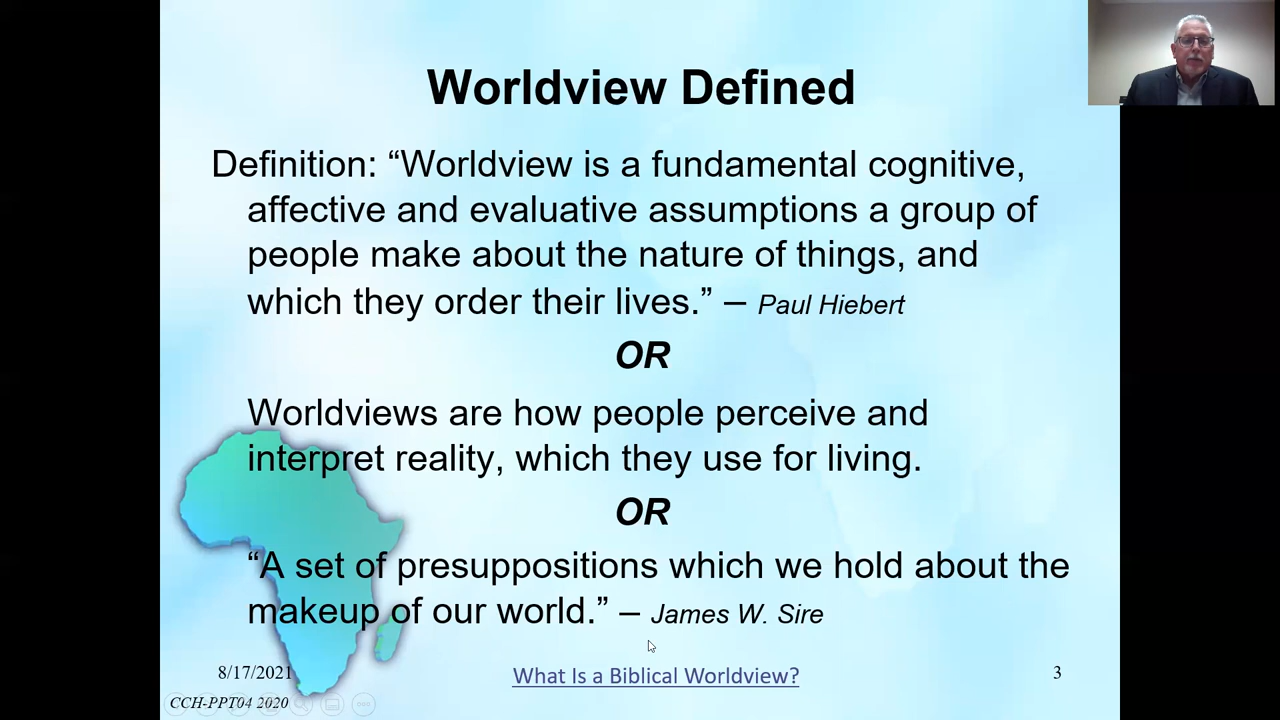 Worldview Defined
Definition: “Worldview is a fundamental cognitive,
affective and evaluative assumptions a group of
people make about the nature of things, and
which they order their lives.” – Paul Hiebert
OR
Worldviews are how people perceive and
interpret reality, which they use for living.
OR
“A set of presuppositions which we hold about the
makeup of our world.” – James W. Sire
8/17/2021
What Is a Biblical Worldview?
3
CCH-PPT04 2020